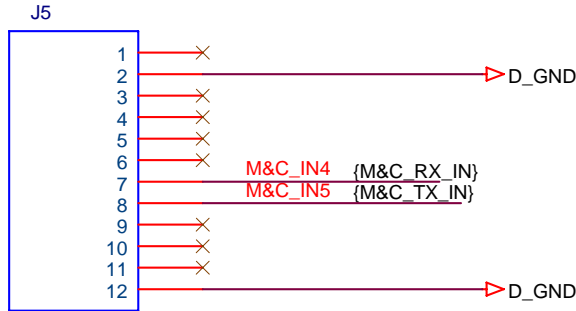 J5
1
2 D_GND
3
4
5
6
7 M&C_IN4 {M&C_RX_IN}
8 M&C_IN5 {M&C_TX_IN}
9
10
11
12 D_GND